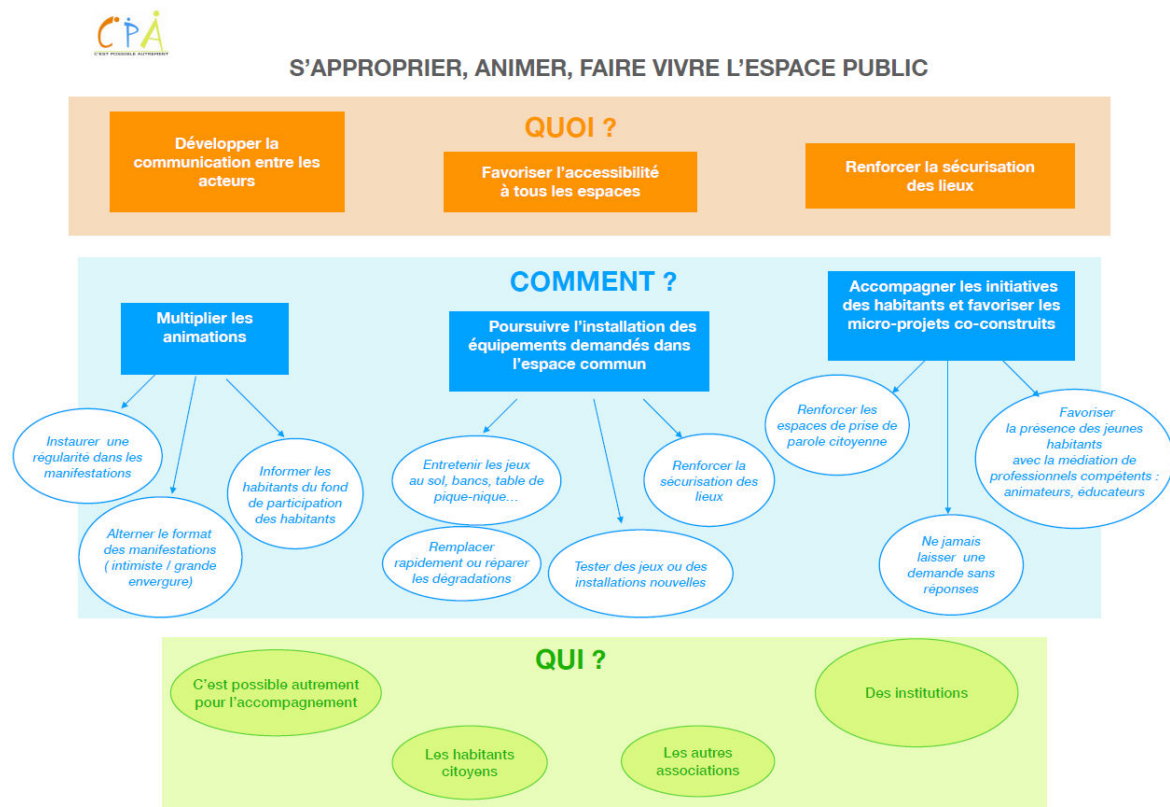 CPA
C'EST POSSIBLE AUTREMENT
S'APPROPRIER, ANIMER, FAIRE VIVRE L'ESPACE PUBLIC
QUOI ?
Développer la
communication entre les
acteurs
Favoriser l'accessibilité
à tous les espaces
Renforcer la sécurisation
des lieux
COMMENT ?
Multiplier les
animations
Poursuivre l'installation des
équipements demandés dans
l'espace commun
Accompagner les initiatives
des habitants et favoriser les
micro-projets co-construits
Instaurer une
régularité dans les
manifestations
Alterner le format
des manifestations
( intimiste / grande
envergure)
Informer les
habitants du fond
de participation
des habitants
Entretenir les jeux
au sol, bancs, table de
pique-nique…
Remplacer
rapidement ou réparer
les dégradations
Tester des jeux ou des
installations nouvelles
Renforcer la
sécurisation des
lieux
Renforcer les
espaces de prise de
parole citoyenne
Ne jamais
laisser une
demande sans
réponses
Favoriser
la présence des jeunes
habitants
avec la médiation de
professionnels compétents :
animateurs, éducateurs
QUI ?
C'est possible autrement
pour l'accompagnement
Les habitants
citoyens
Les autres
associations
Des institutions